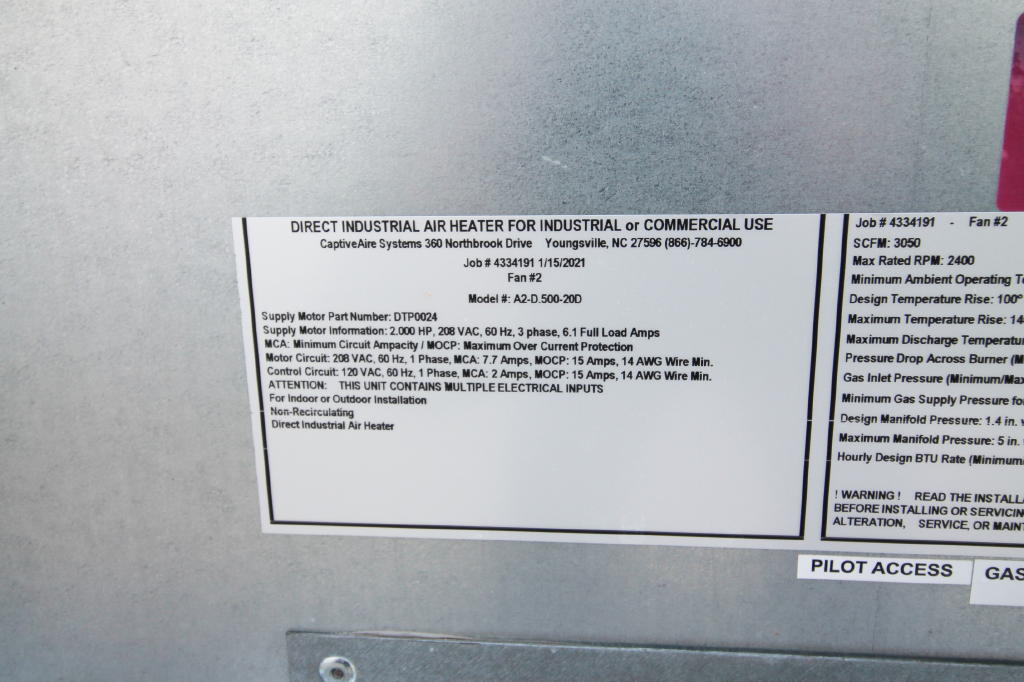 DIRECT INDUSTRIAL AIR HEATER FOR INDUSTRIAL or COMMERCIAL USE
CaptiveAire Systems 360 Northbrook Drive Youngsville, NC 27596 (866)-784-6900
Job # 4334191 1/15/2021
Fan #2
Model #: A2-D.500-20D
Supply Motor Part Number: DTP0024
Supply Motor Information: 2.000 HP, 208 VAC, 60 Hz, 3 phase, 6.1 Full Load Amps
MCA: Minimum Circuit Ampacity / MOCP: Maximum Over Current Protection
Motor Circuit: 208 VAC, 60 Hz, 1 Phase, MCA: 7.7 Amps, MOCP: 15 Amps, 14 AWG Wire Min.
Control Circuit: 120 VAC, 60 Hz, 1 Phase, MCA: 2 Amps, MOCP: 15 Amps, 14 AWG Wire Min.
ATTENTION: THIS UNIT CONTAINS MULTIPLE ELECTRICAL INPUTS
For Indoor or Outdoor Installation
Non-Recirculating
Direct Industrial Air Heater
Job # 4334191 - Fan #2
SCFM: 3050
Max Rated RPM: 2400
Minimum Ambient Operating
Design Temperature Rise: 100°
Maximum Temperature Rise: 14
Maximum Discharge
Pressure Drop Across Burner
Gas Inlet Pressure (Minimum/
Minimum Gas Supply Pressure
Design Manifold Pressure: 1.4 in.
Maximum Manifold Pressure: 5 in.
Hourly Design BTU Rate (Minimum
! WARNING ! READ THE
BEFORE INSTALLING OR
ALTERATION, SERVICE, OR
PILOT ACCESS
GAS